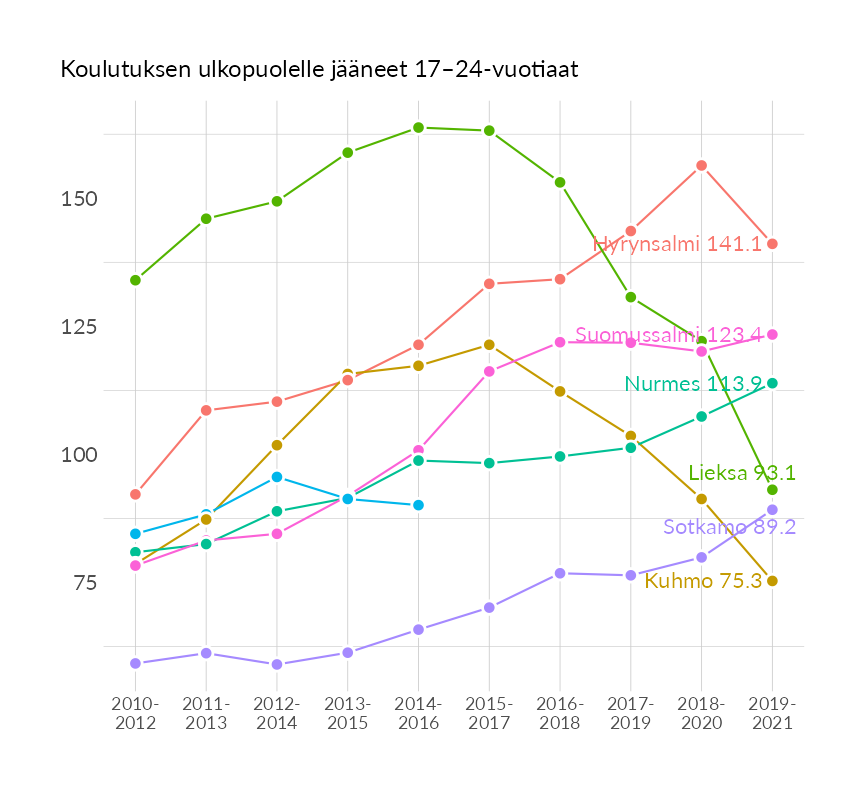 Koulutuksen ulkopuolelle jääneet 17–24-vuotiaat
150
125
100
75
Hyrynsalmi 141.1
Suomussalmi 123.4
Nurmes 113.9
Lieksa 93.1
Sotkamo 89.2
Kuhmo 75.3
2010- 2011- 2012- 2013- 2014- 2015- 2016- 2017- 2018- 2019-
2012 2013 2014 2015 2016 2017 2018 2019 2020 2021